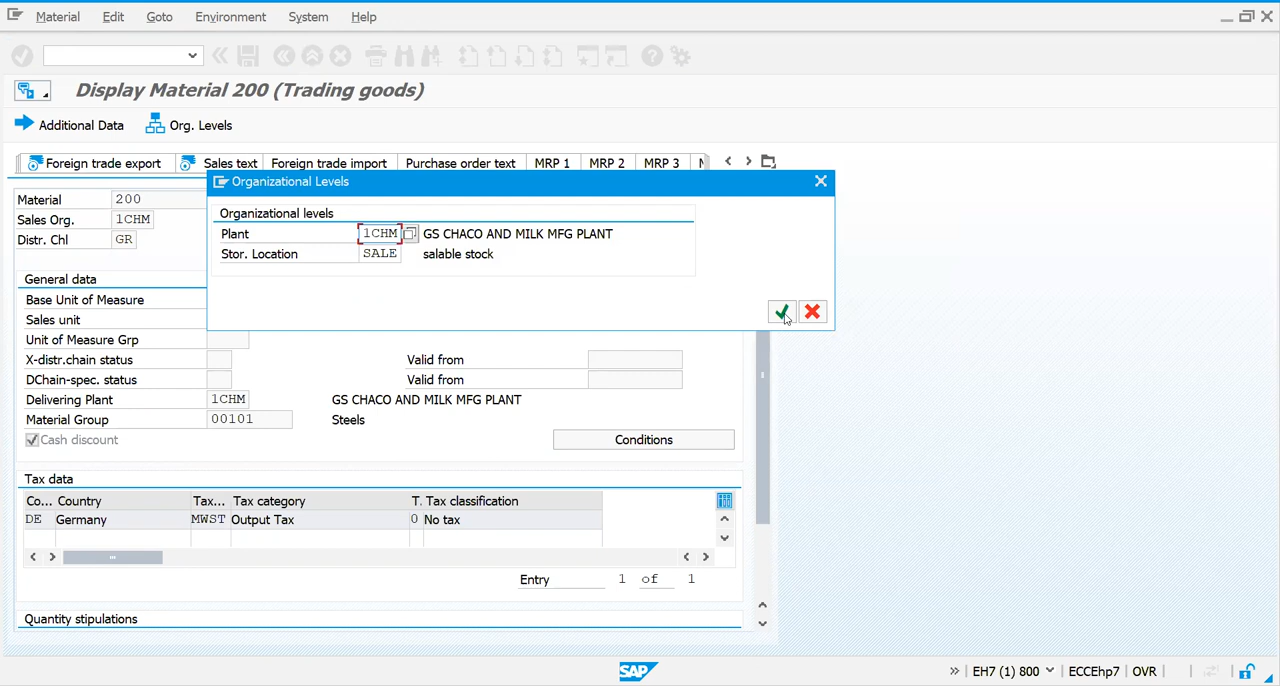 Material Edit Goto Environment System Help
Display Material 200 (Trading goods)
Additional Data Org. Levels
Foreign trade export Sales text Foreign trade import Purchase order text MRP 1 MRP 2 MRP 3
Organizational Levels
Material 200
Sales Org. 1CHM
Distr. Chl GR
Organizational levels
Plant 1CHM GS CHACO AND MILK MFG PLANT
Stor. Location SALE salable stock
General data
Base Unit of Measure
Sales unit
Unit of Measure Grp
X-distr.chain status Valid from
DChain-spec. status Valid from
Delivering Plant 1CHM GS CHACO AND MILK MFG PLANT
Material Group 00101 Steels
Cash discount Conditions
Tax data
Co... Country Tax... Tax category T. Tax classification
DE Germany MWST Output Tax 0 No tax
Entry 1 of 1
Quantity stipulations
SAP EH7 (1) 800 ECCEhp7 OVR